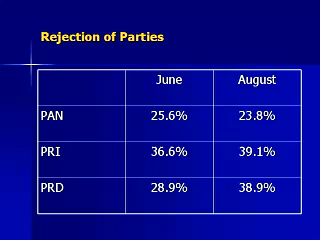 Rejection of Parties
June August
PAN 25.6% 23.8%
PRI 36.6% 39.1%
PRD 28.9% 38.9%